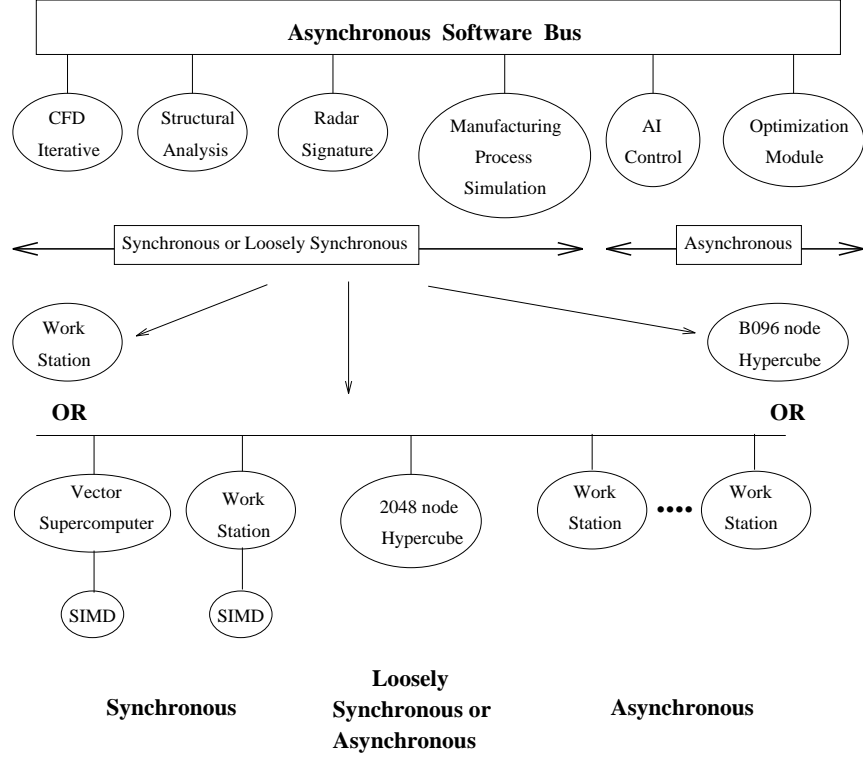 Asynchronous Software Bus
CFD
Iterative
Structural
Analysis
Radar
Signature
Manufacturing
Process
Simulation
AI
Control
Optimization
Module
Synchronous or Loosely Synchronous
Asynchronous
Work
Station
B096 node
Hypercube
OR
OR
Vector
Supercomputer
Work
Station
2048 node
Hypercube
Work
Station
Work
Station
SIMD
SIMD
Synchronous
Loosely
Synchronous or
Asynchronous
Asynchronous